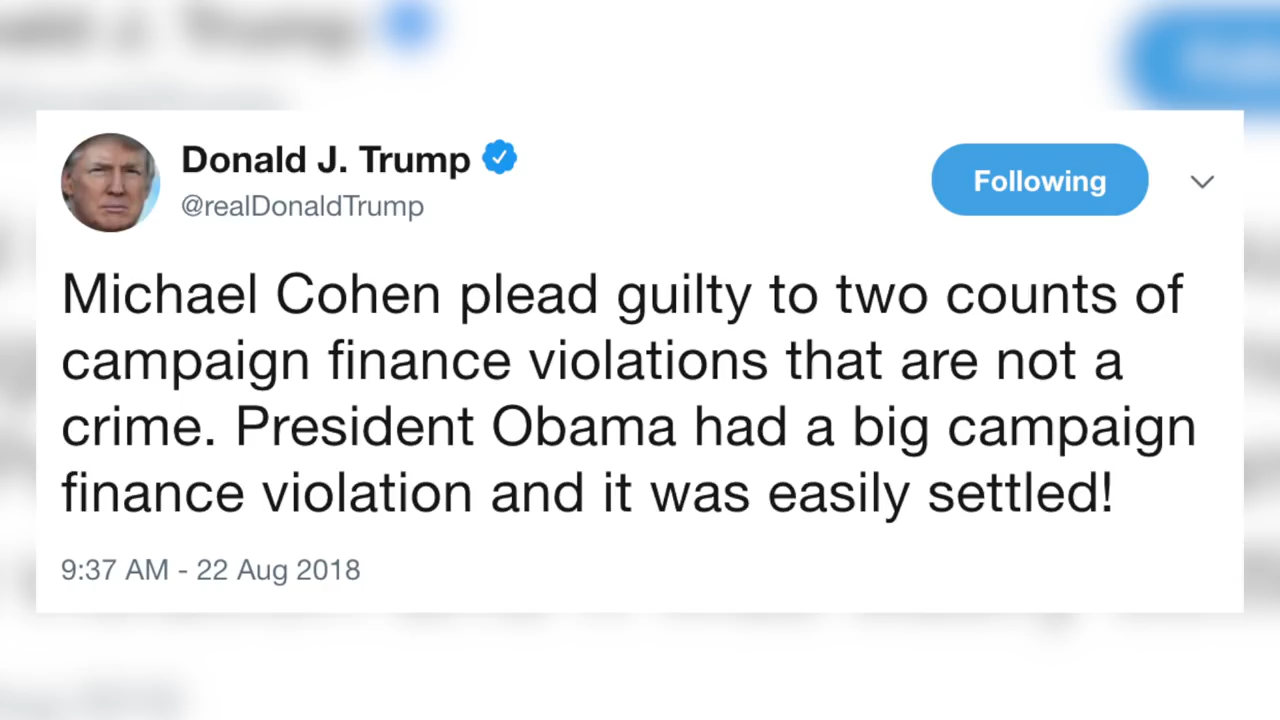 Donald J. Trump
@realDonaldTrump
Following
Michael Cohen plead guilty to two counts of
campaign finance violations that are not a
crime. President Obama had a big campaign
finance violation and it was easily settled!
9:37 AM - 22 Aug 2018